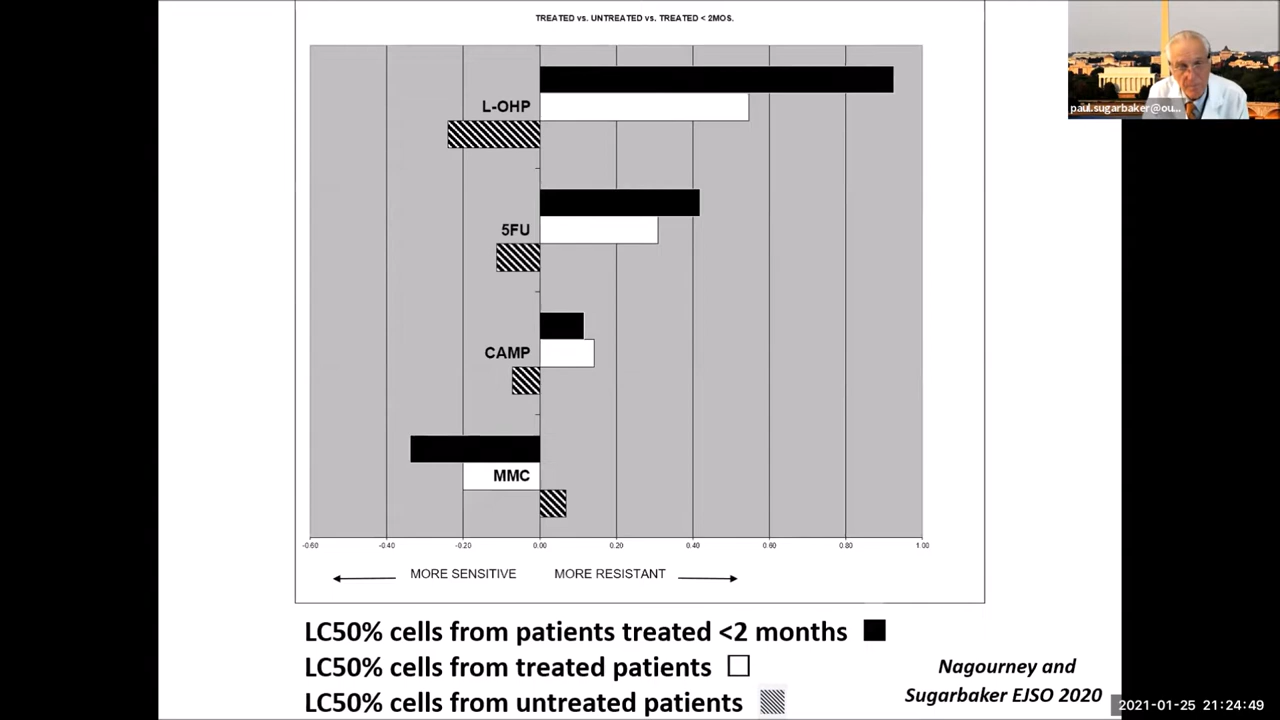 TREATED vs. UNTREATED vs. TREATED < 2MOS.
paul.sugarbaker@ou...
L-OHP
5FU
CAMP
MMC
-0.60 -0.40 -0.20 0.00 0.20 0.40 0.60 0.80 1.00
MORE SENSITIVE MORE RESISTANT
LC50% cells from patients treated <2 months
LC50% cells from treated patients
LC50% cells from untreated patients
Nagourney and
Sugarbaker EJSO 2020
2021-01-25 21:24:49